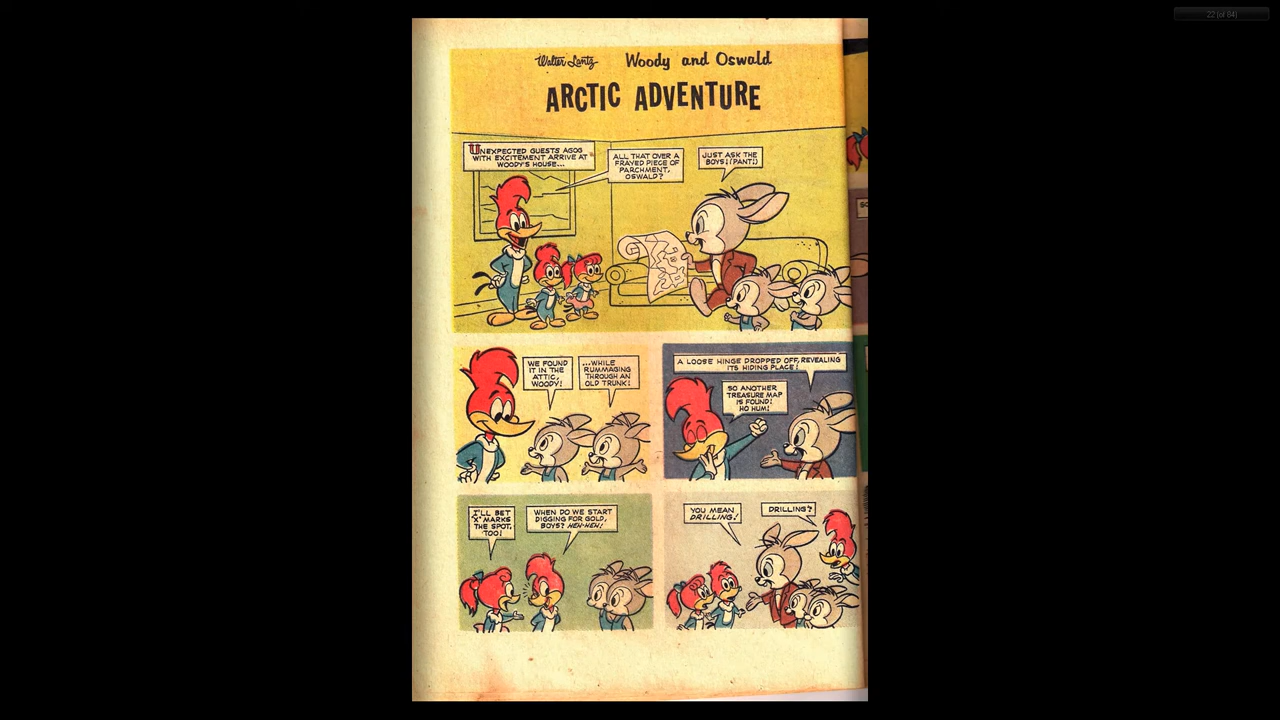 22 (of 84)
Walter Lantz
Woody and Oswald
ARCTIC ADVENTURE
UNEXPECTED GUESTS AGOG
WITH EXCITEMENT ARRIVE AT
WOODY'S HOUSE...
ALL THAT OVER A
FRAYED PIECE OF
PARCHMENT,
OSWALD?
JUST ASK THE
BOYS! (PANT!)
WE FOUND
IT IN THE
ATTIC,
WOODY!
...WHILE
RUMMAGING
THROUGH AN
OLD TRUNK!
A LOOSE HINGE DROPPED OFF, REVEALING
ITS HIDING PLACE!
SO ANOTHER
TREASURE MAP
IS FOUND!
HO HUM!
I'LL BET
"X" MARKS
THE SPOT,
TOO!
WHEN DO WE START
DIGGING FOR GOLD,
BOYS? HEH-HEH!
YOU MEAN
DRILLING!
DRILLING?